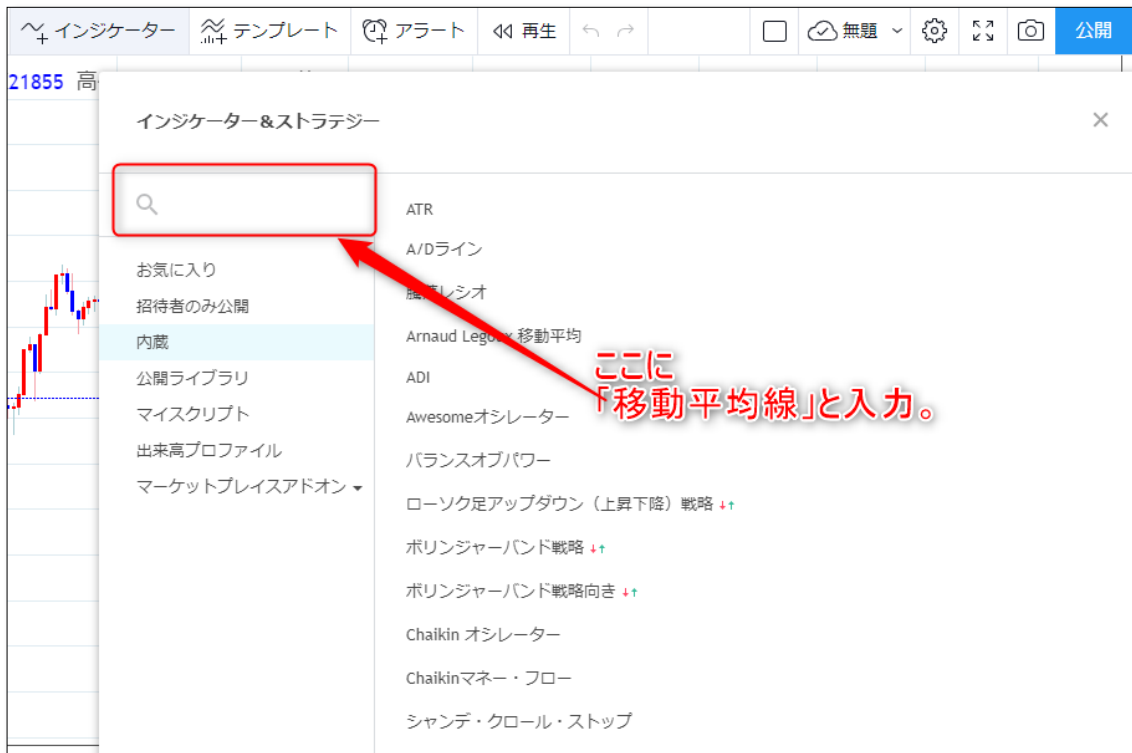 インジケーター テンプレート アラート 再生 無題 公開
21855 高
インジケーター&ストラテジー
お気に入り
招待者のみ公開
内蔵
公開ライブラリ
マイスクリプト
出来高プロファイル
マーケットプレイスアドオン
ATR
A/Dライン
騰落レシオ
Arnaud Legoux 移動平均
ADI
Awesomeオシレーター
バランスオブパワー
ローソク足アップダウン（上昇下降）戦略
ボリンジャーバンド戦略
ボリンジャーバンド戦略向き
Chaikin オシレーター
Chaikinマネー・フロー
シャンデ・クロール・ストップ
ここに
「移動平均線」と入力。